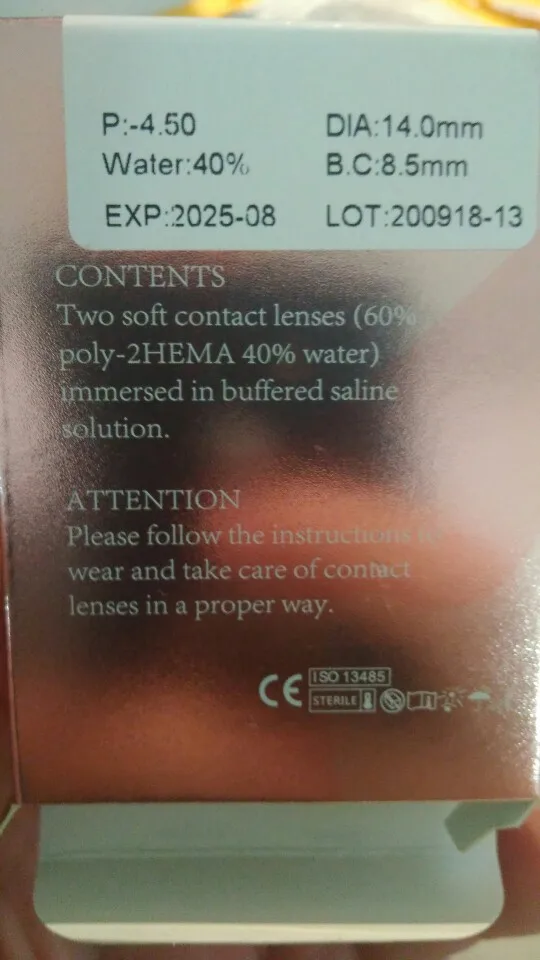 P:-4.50 DIA:14.0mm
Water:40% B.C:8.5mm
EXP:2025-08 LOT:200918-13
CONTENTS
Two soft contact lenses (60%
poly-2HEMA 40% water)
immersed in buffered saline
solution.
ATTENTION
Please follow the instructions to
wear and take care of contact
lenses in a proper way.
CE ISO 13485
STERILE